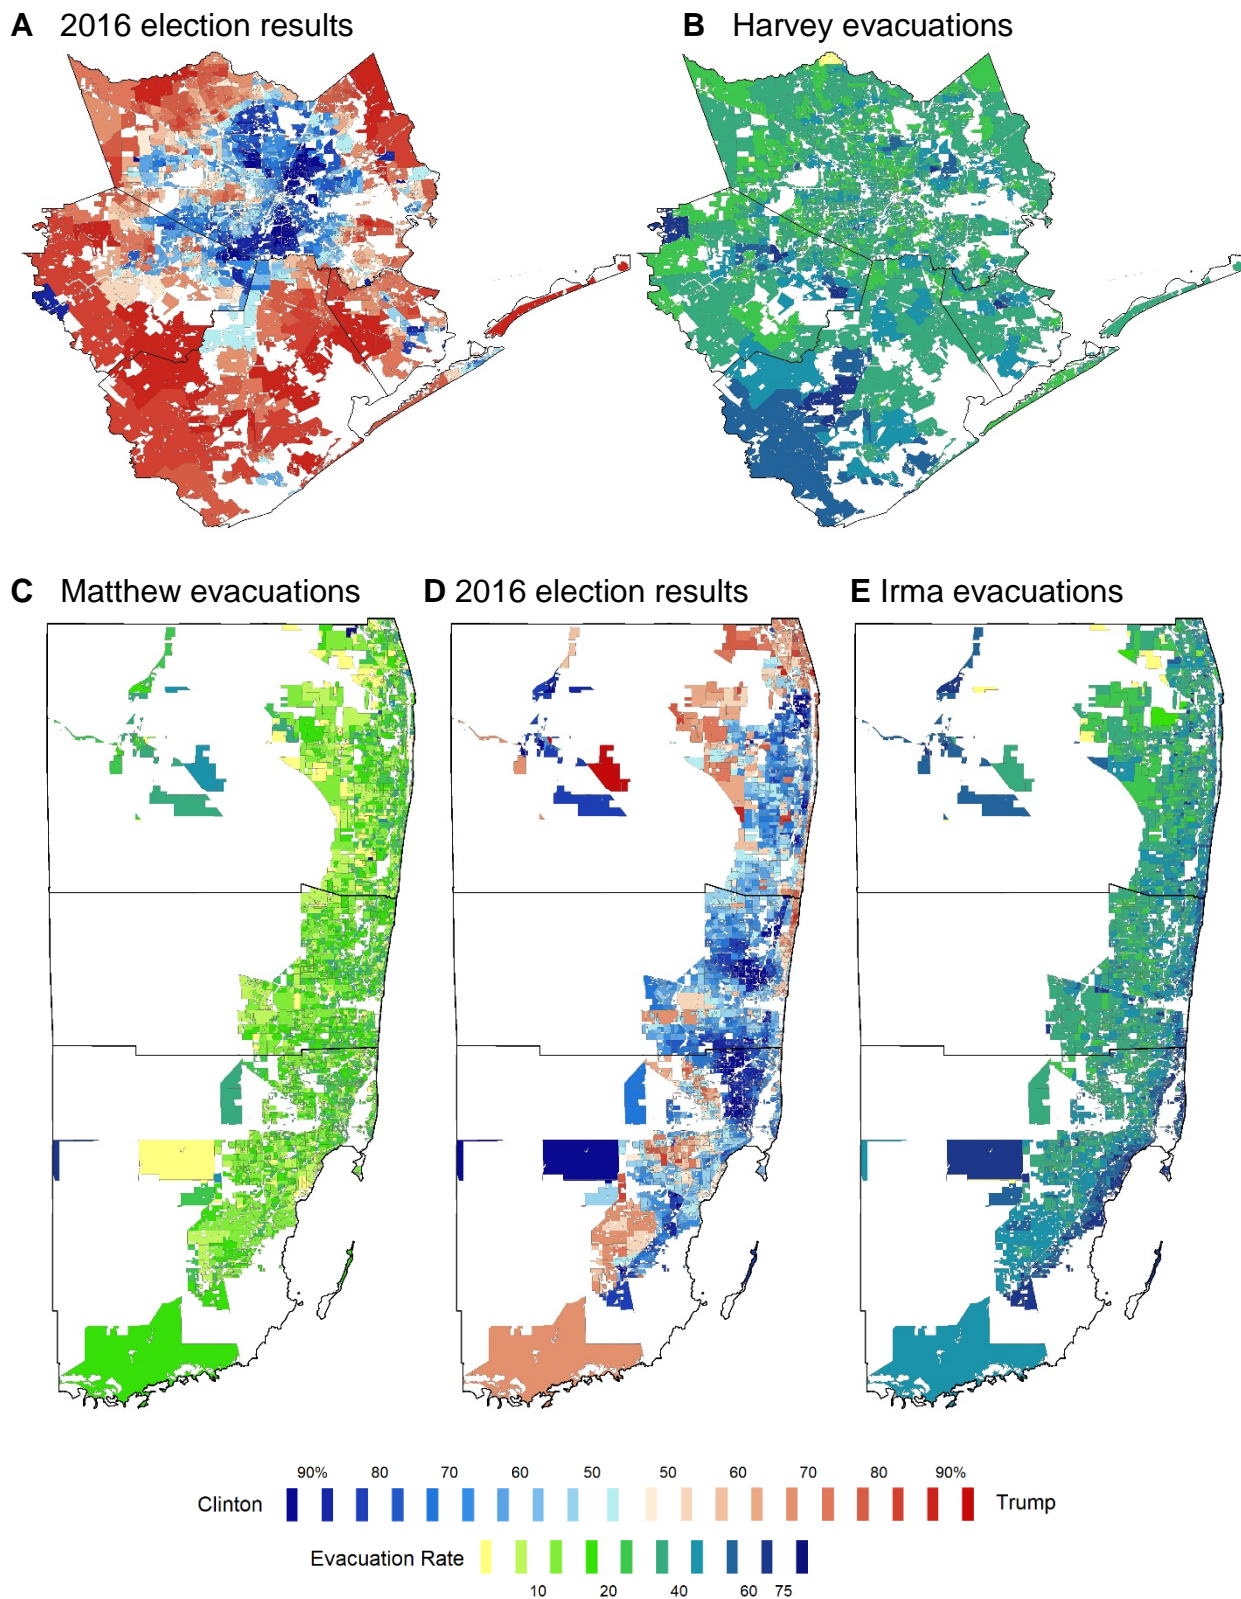 A 2016 election results
B Harvey evacuations
C Matthew evacuations
D 2016 election results
E Irma evacuations
90% 80 70 60 50 50 60 70 80 90%
Clinton Trump
Evacuation Rate
10 20 40 60 75